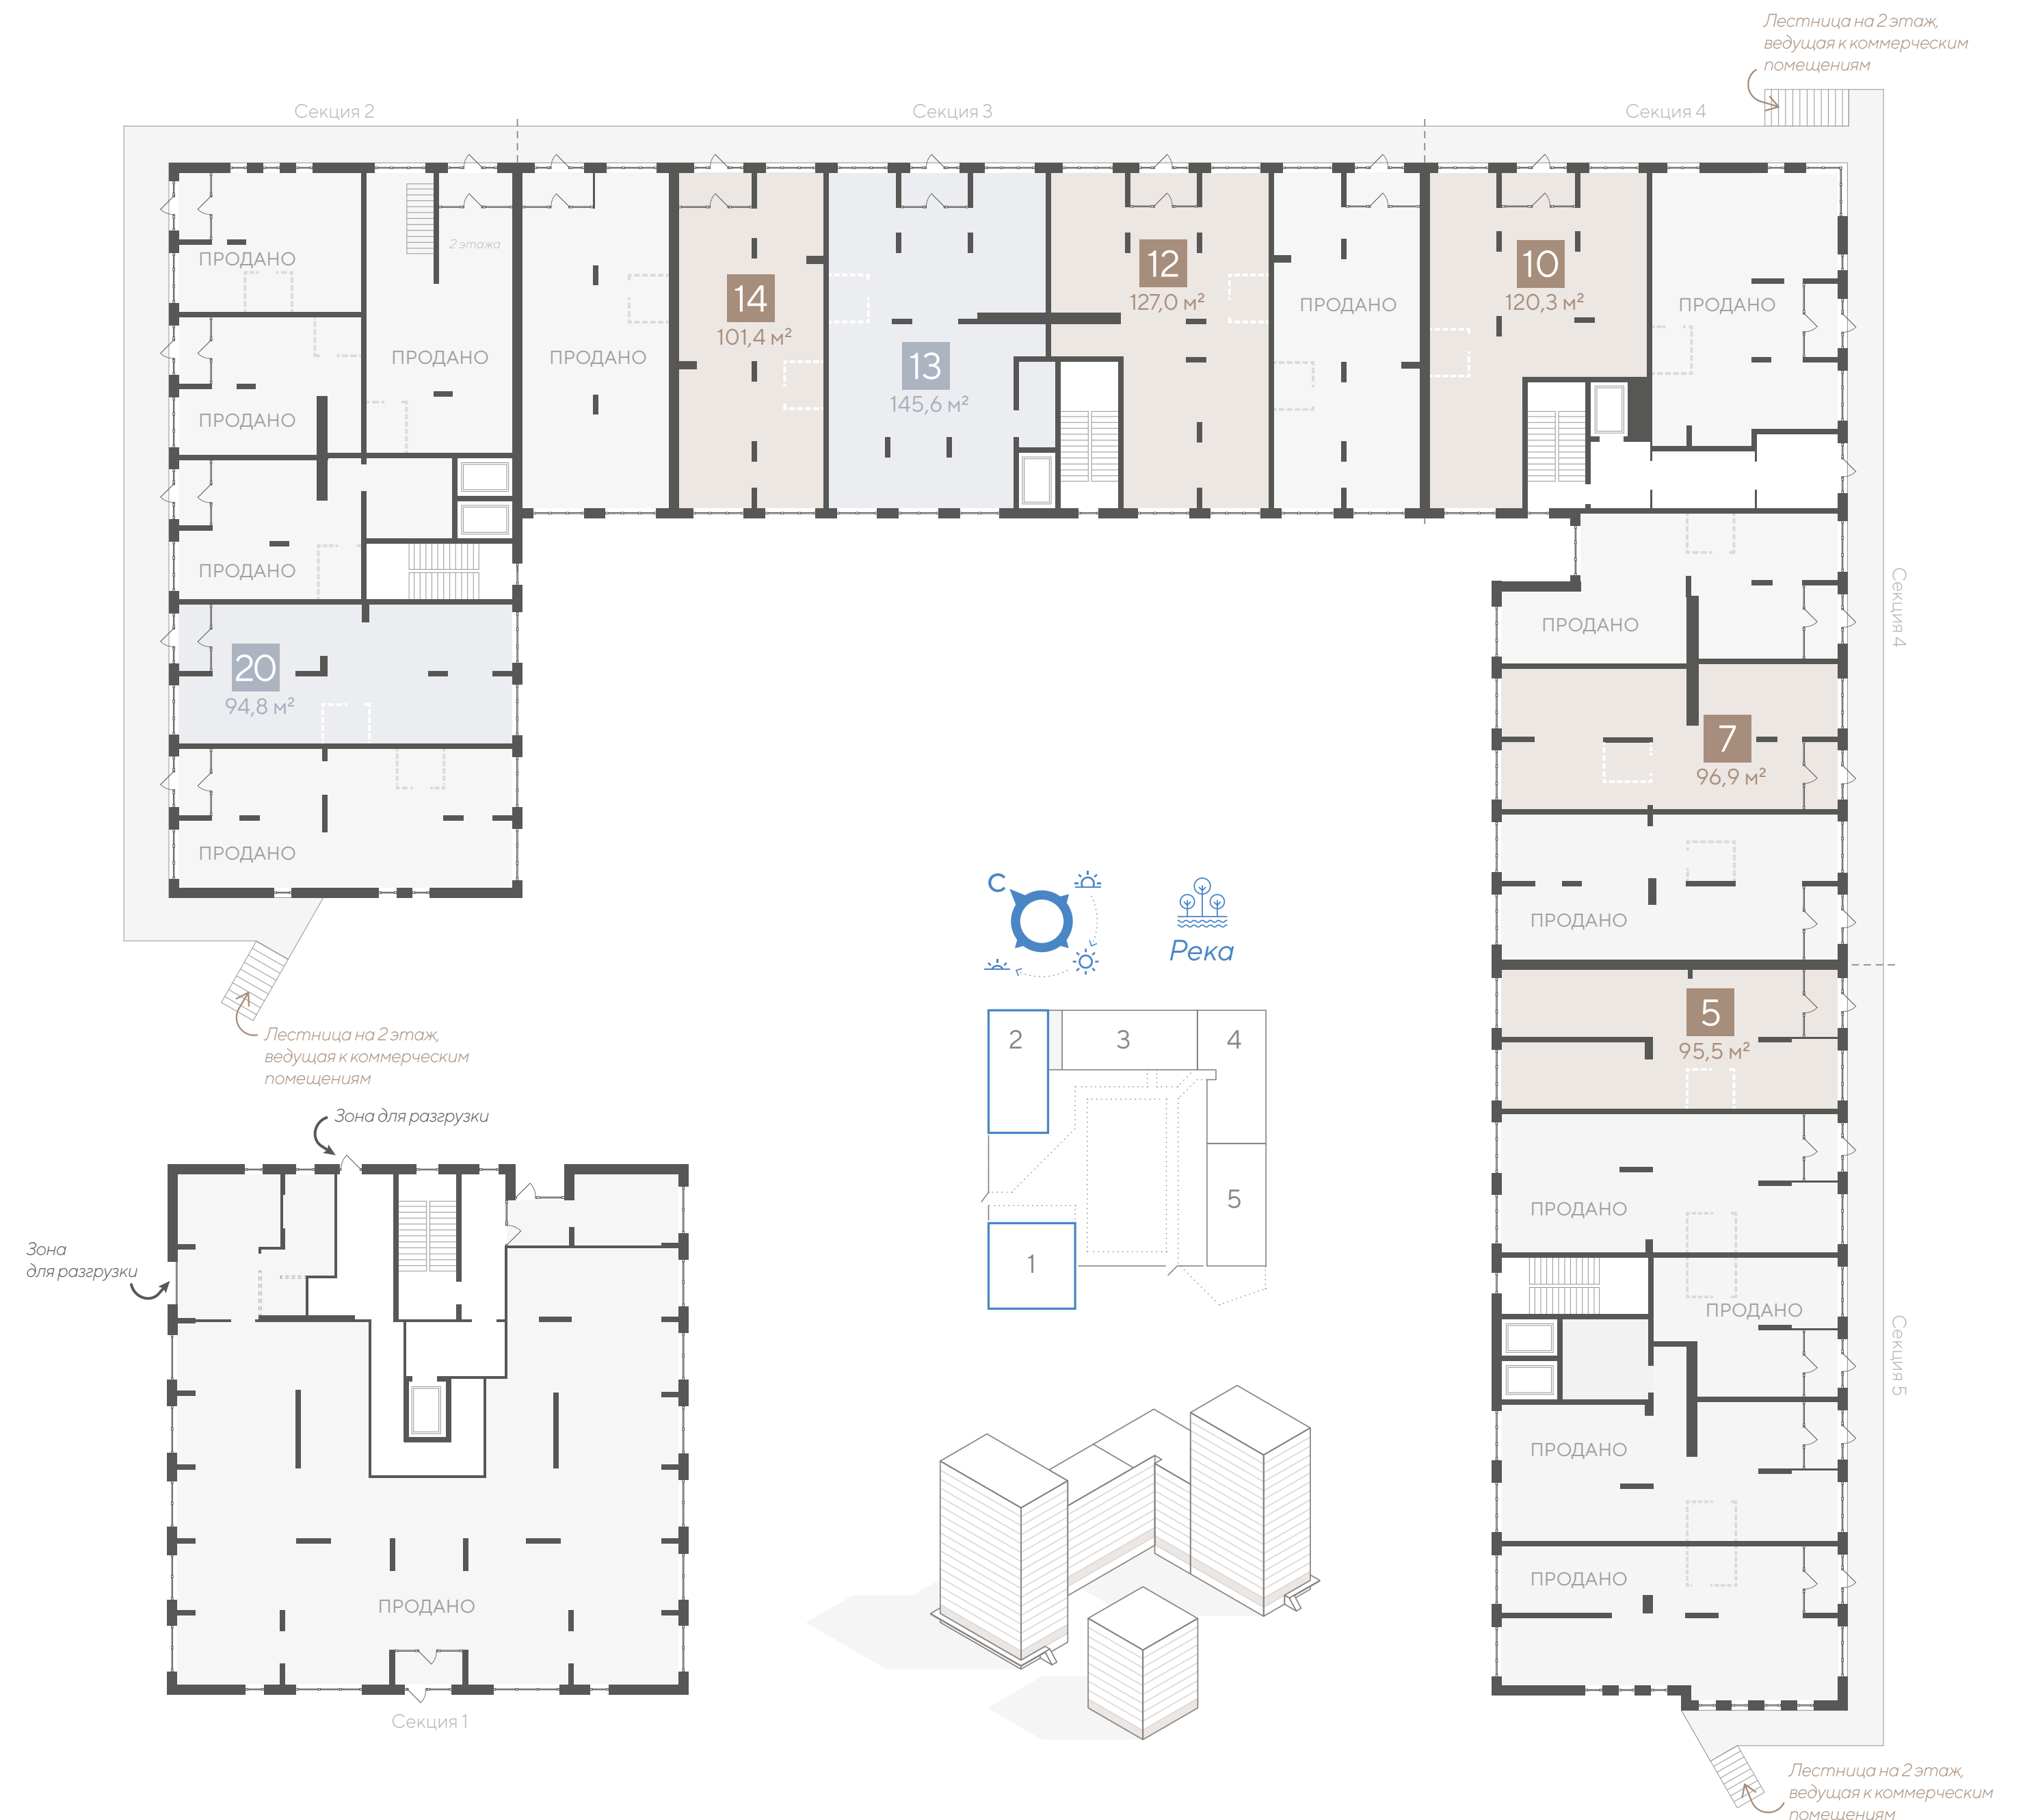 Лестница на 2 этаж,
ведущая к коммерческим
помещениям
Секция 2
Секция 3
Секция 4
ПРОДАНО
2 этажа
ПРОДАНО
ПРОДАНО
ПРОДАНО
14
101,4 м²
13
145,6 м²
12
127,0 м²
ПРОДАНО
10
120,3 м²
ПРОДАНО
ПРОДАНО
20
94,8 м²
ПРОДАНО
Секция 4
ПРОДАНО
7
96,9 м²
ПРОДАНО
5
95,5 м²
ПРОДАНО
ПРОДАНО
Секция 5
ПРОДАНО
ПРОДАНО
Лестница на 2 этаж,
ведущая к коммерческим
помещениям
С
Река
2
3
4
5
1
Зона для разгрузки
Зона
для разгрузки
ПРОДАНО
Секция 1
Лестница на 2 этаж,
ведущая к коммерческим
помещениям